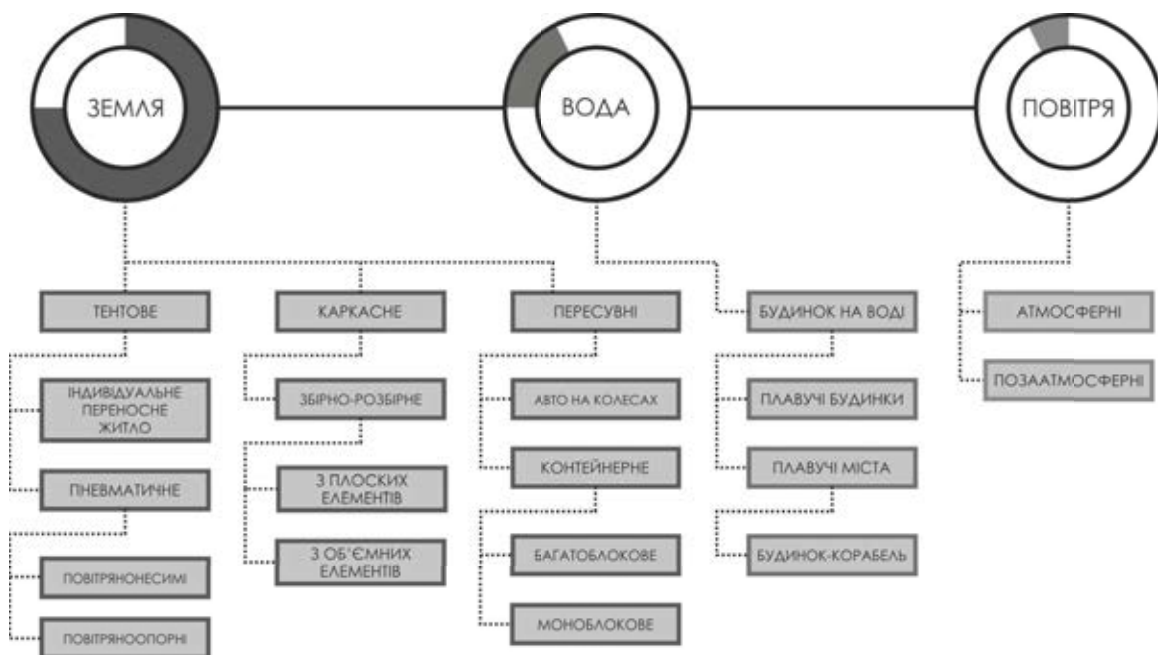 ЗЕМЛЯ
ВОДА
ПОВІТРЯ
ТЕНТОВЕ
КАРКАСНЕ
ПЕРЕСУВНІ
БУДИНОК НА ВОДІ
АТМОСФЕРНІ
ПОЗААТМОСФЕРНІ
ІНДИВІДУАЛЬНЕ
ПЕРЕНОСНЕ
ЖИТЛО
ЗБІРНО-РОЗБІРНЕ
АВТО НА КОЛЕСАХ
ПЛАВУЧІ БУДИНКИ
ПНЕВМАТИЧНЕ
З ПЛОСКИХ
ЕЛЕМЕНТІВ
КОНТЕЙНЕРНЕ
ПЛАВУЧІ МІСТА
З ОБ'ЄМНИХ
ЕЛЕМЕНТІВ
БАГАТОБЛОКОВЕ
БУДИНОК-КОРАБЕЛЬ
ПОВІТРЯНОНЕСИМІ
МОНОБЛОКОВЕ
ПОВІТРЯНООПОРНІ